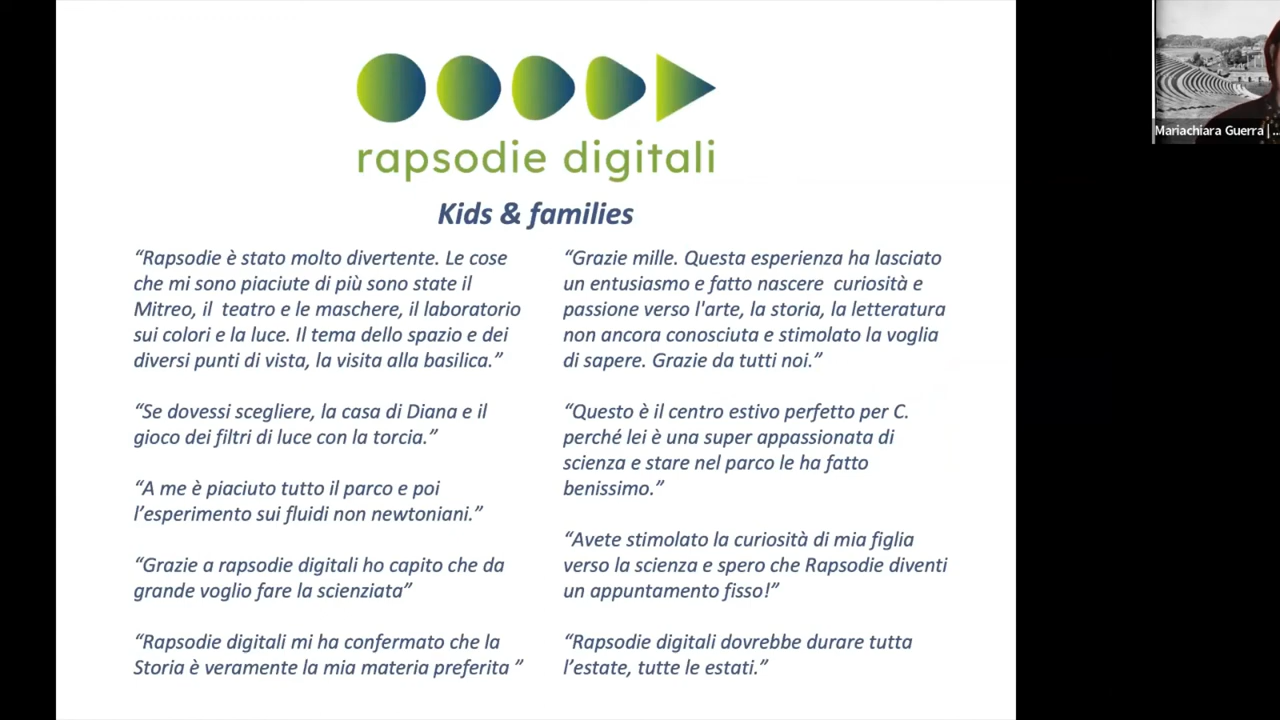 rapsodie digitali
Kids & families
“Rapsodie è stato molto divertente. Le cose
che mi sono piaciute di più sono state il
Mitreo, il  teatro e le maschere, il laboratorio
sui colori e la luce. Il tema dello spazio e dei
diversi punti di vista, la visita alla basilica.”
“Se dovessi scegliere, la casa di Diana e il
gioco dei filtri di luce con la torcia.”
“A me è piaciuto tutto il parco e poi
l’esperimento sui fluidi non newtoniani.”
“Grazie a rapsodie digitali ho capito che da
grande voglio fare la scienziata”
“Rapsodie digitali mi ha confermato che la
Storia è veramente la mia materia preferita ”
“Grazie mille. Questa esperienza ha lasciato
un entusiasmo e fatto nascere  curiosità e
passione verso l'arte, la storia, la letteratura
non ancora conosciuta e stimolato la voglia
di sapere. Grazie da tutti noi.”
“Questo è il centro estivo perfetto per C.
perché lei è una super appassionata di
scienza e stare nel parco le ha fatto
benissimo.”
“Avete stimolato la curiosità di mia figlia
verso la scienza e spero che Rapsodie diventi
un appuntamento fisso!”
“Rapsodie digitali dovrebbe durare tutta
l’estate, tutte le estati.”
Mariachiara Guerra | ...